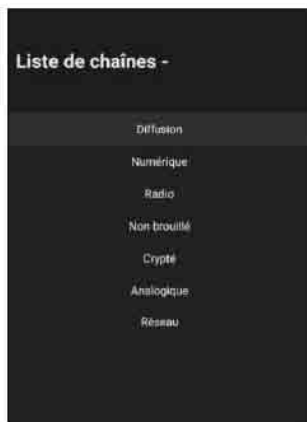 Liste de chaînes -
Diffusion
Numérique
Radio
Non brouillé
Crypté
Analogique
Réseau